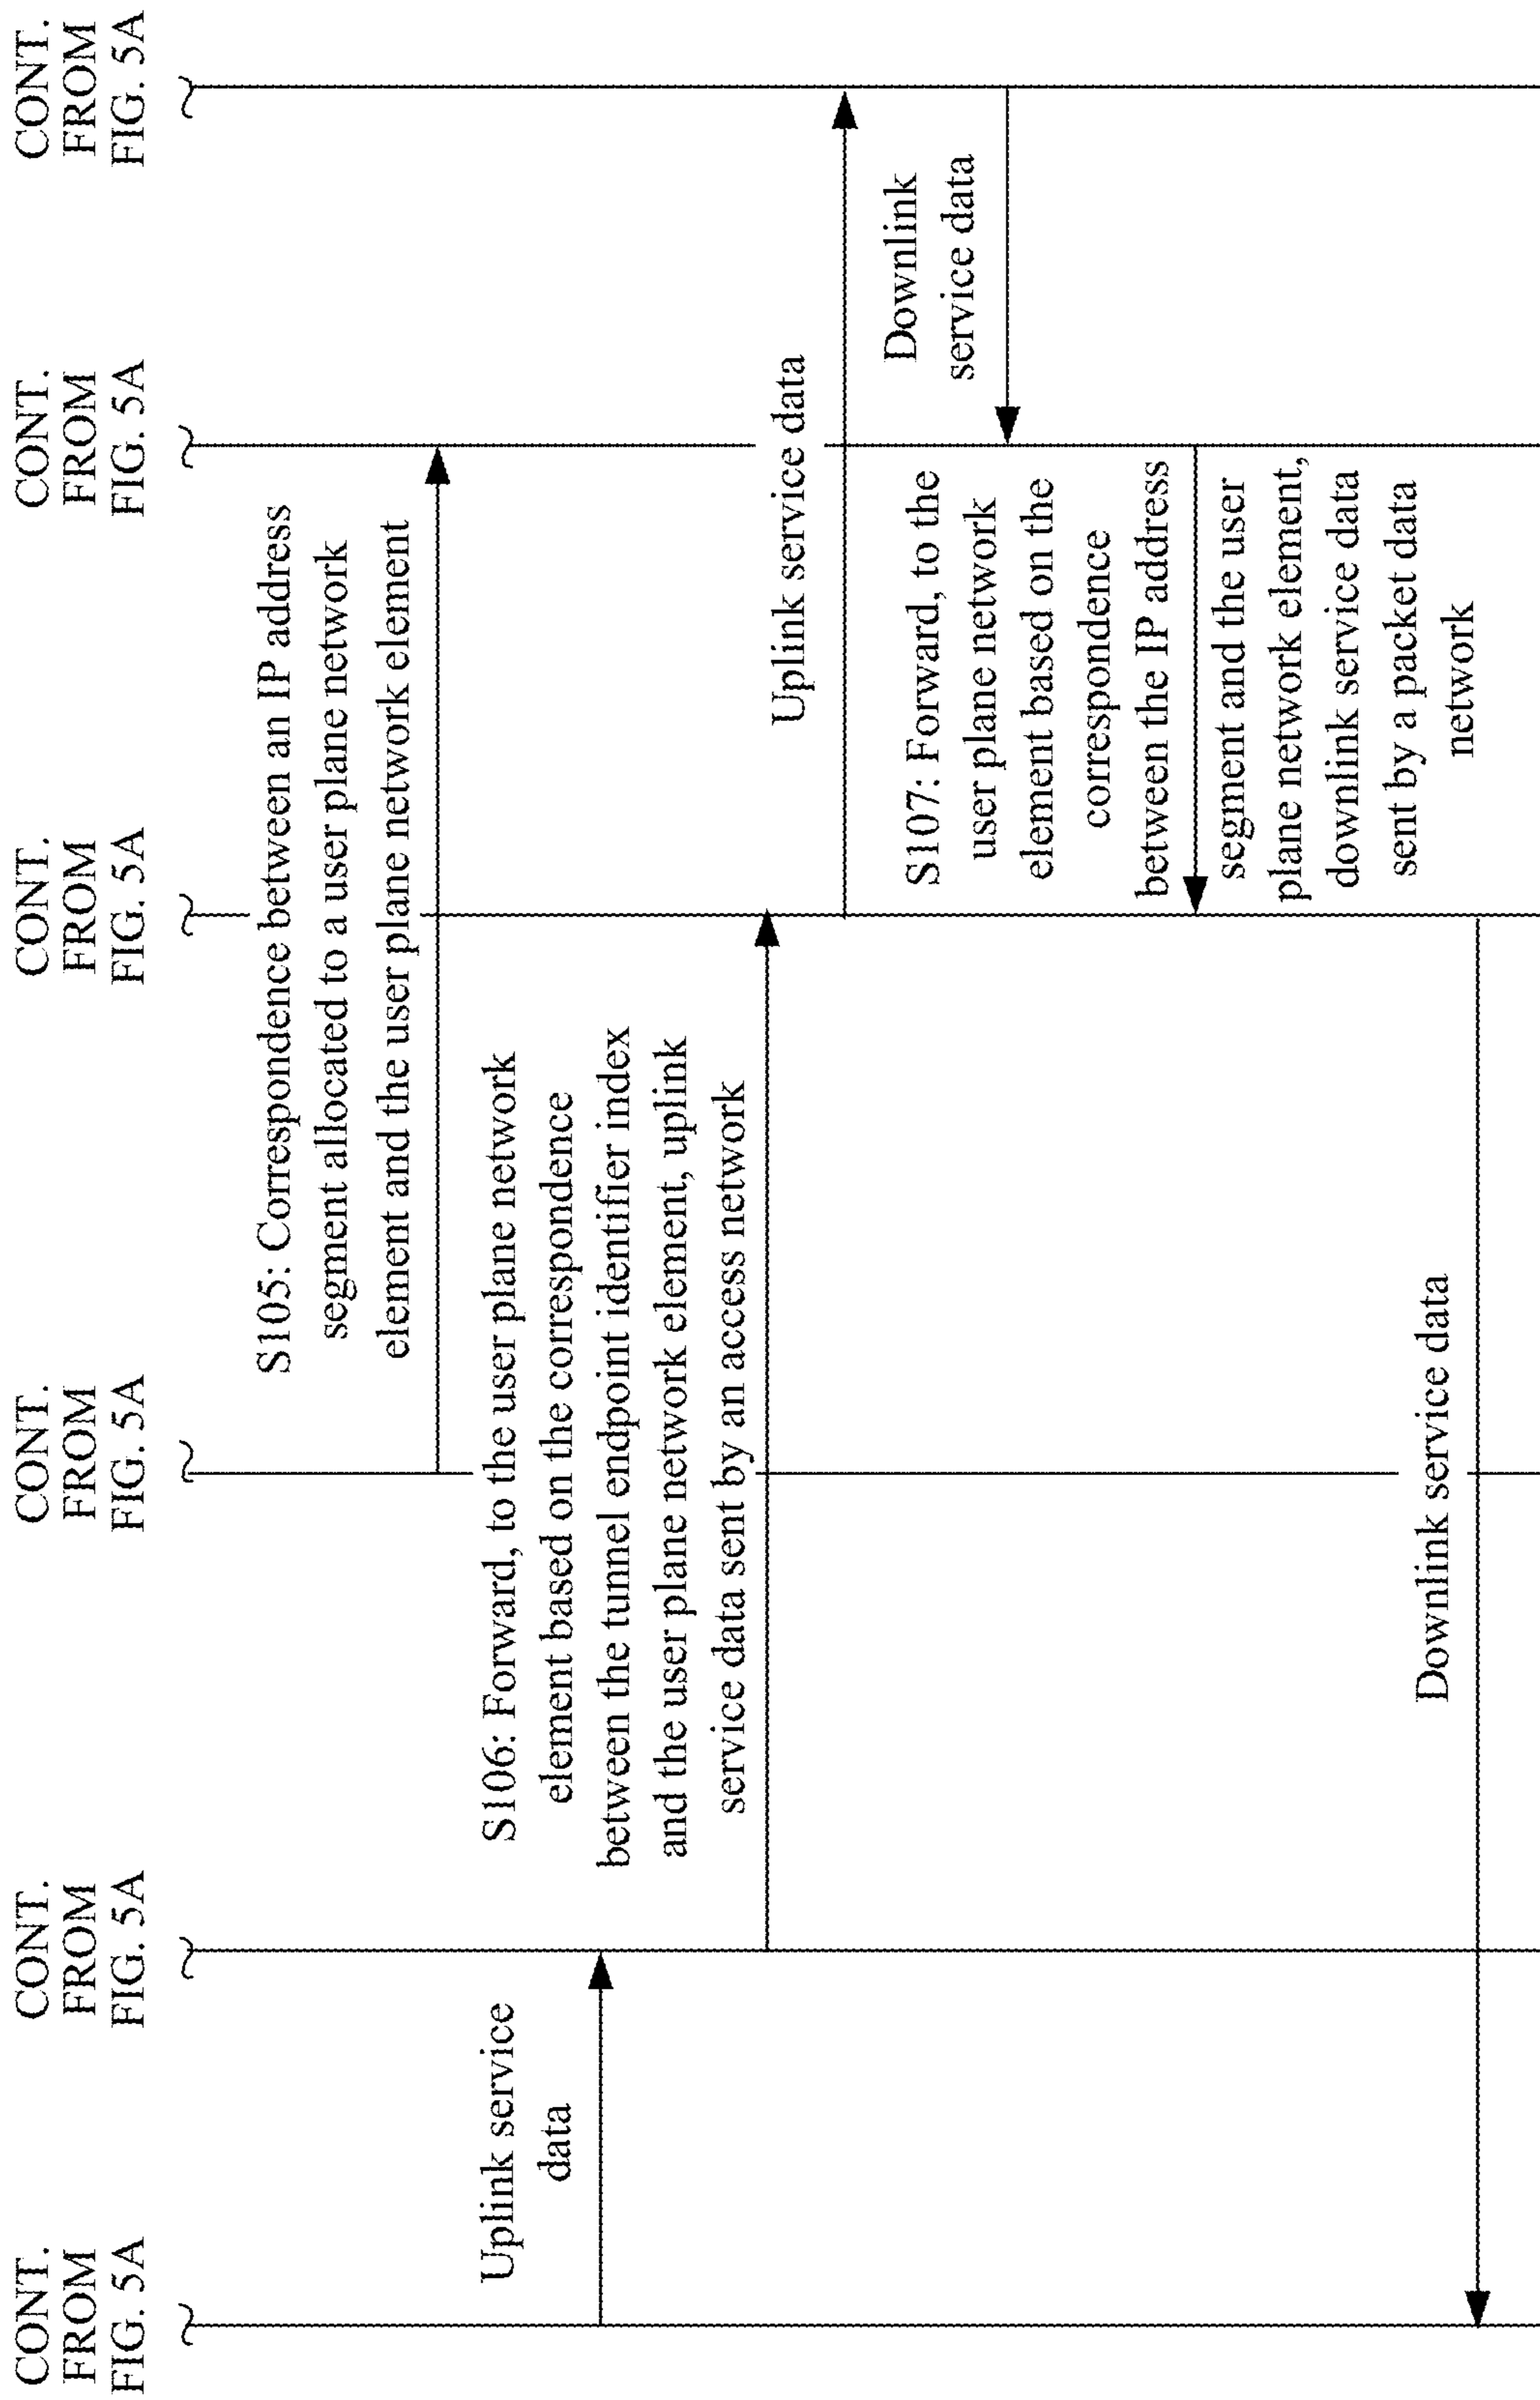 CONT.
FROM
FIG. 5A
CONT.
FROM
FIG. 5A
CONT.
FROM
FIG. 5A
CONT.
FROM
FIG. 5A
CONT.
FROM
FIG. 5A
CONT.
FROM
FIG. 5A
S105: Correspondence between an IP address
segment allocated to a user plane network
element and the user plane network element
Uplink service
data
S106: Forward, to the user plane network
element based on the correspondence
between the tunnel endpoint identifier index
and the user plane network element, uplink
service data sent by an access network
Uplink service data
Downlink
service data
S107: Forward, to the
user plane network
element based on the
correspondence
between the IP address
segment and the user
plane network element,
downlink service data
sent by a packet data
network
Downlink service data